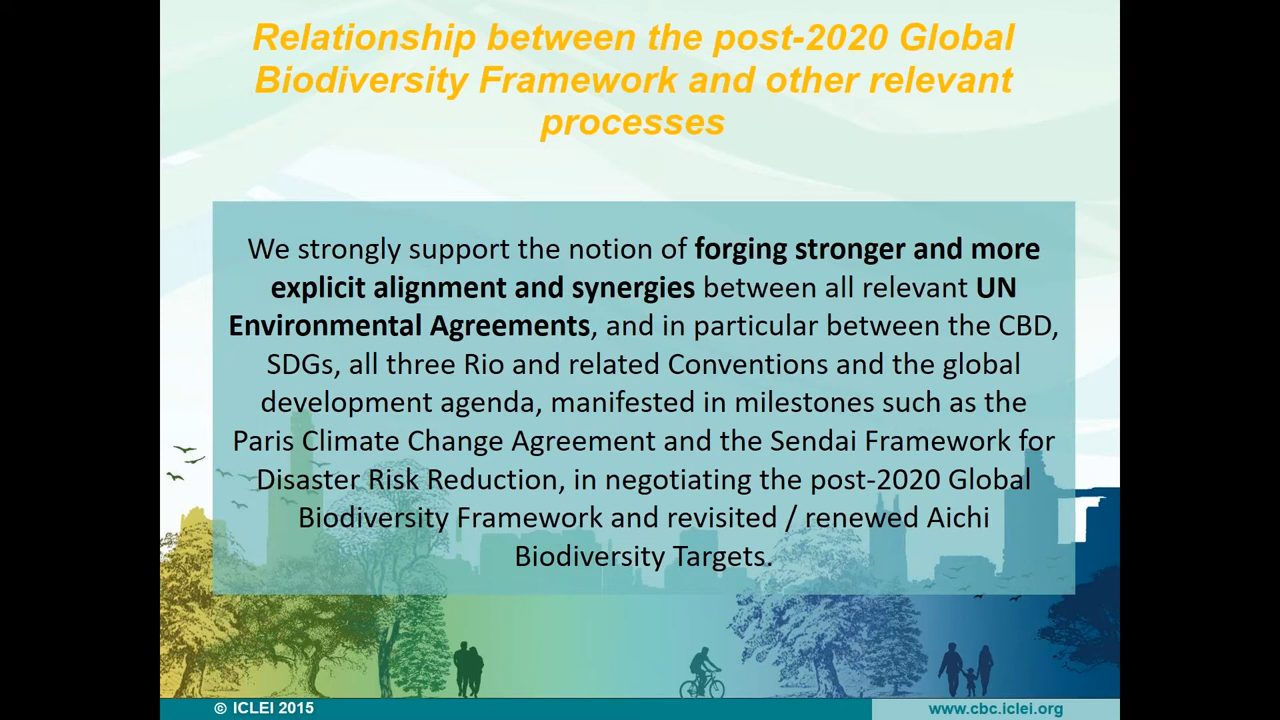 Relationship between the post-2020 Global
Biodiversity Framework and other relevant
processes
We strongly support the notion of forging stronger and more
explicit alignment and synergies between all relevant UN
Environmental Agreements, and in particular between the CBD,
SDGs, all three Rio and related Conventions and the global
development agenda, manifested in milestones such as the
Paris Climate Change Agreement and the Sendai Framework for
Disaster Risk Reduction, in negotiating the post-2020 Global
Biodiversity Framework and revisited / renewed Aichi
Biodiversity Targets.
© ICLEI 2015
www.cbc.iclei.org